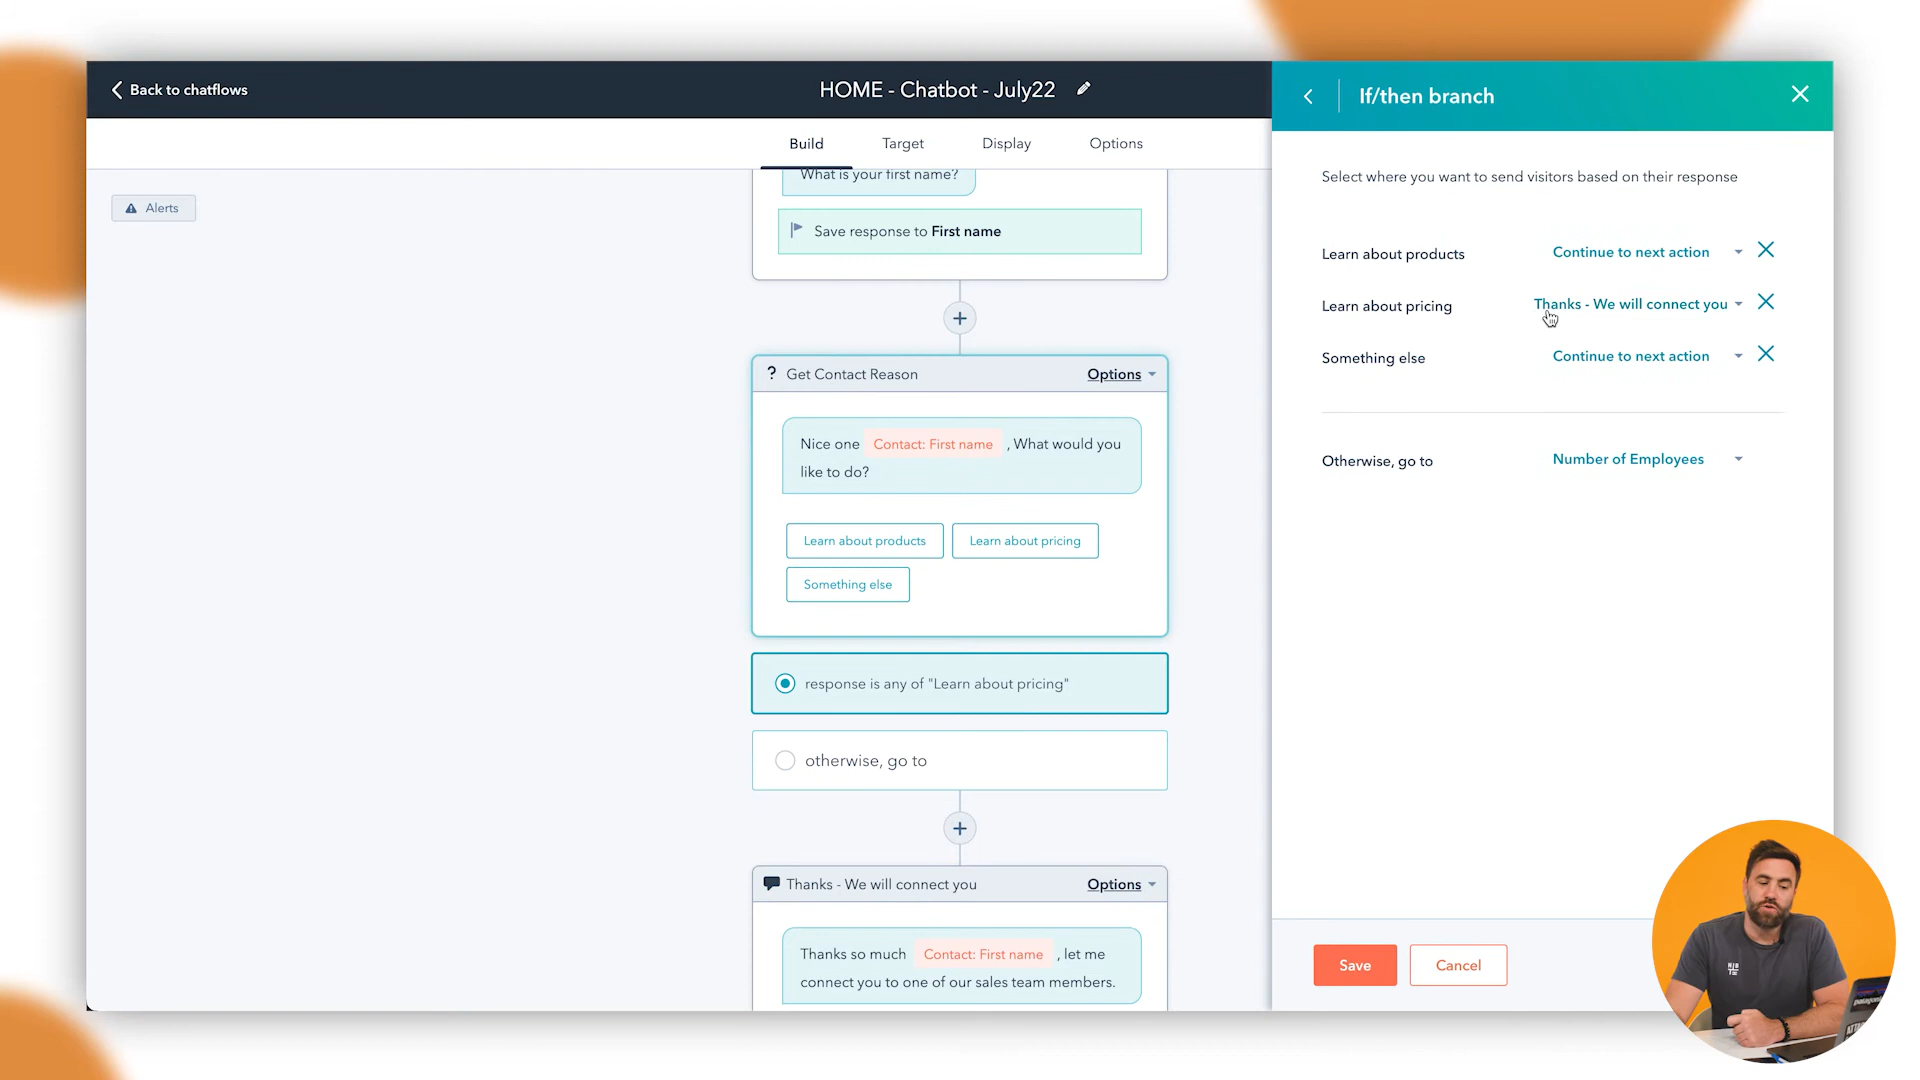 Back to chatflows
HOME - Chatbot - July22
Build
Target
Display
Options
Alerts
What is your first name?
Save response to First name
? Get Contact Reason
Options
Nice one Contact: First name , What would you
like to do?
Learn about products
Learn about pricing
Something else
response is any of "Learn about pricing"
otherwise, go to
Thanks - We will connect you
Options
Thanks so much Contact: First name , let me
connect you to one of our sales team members.
If/then branch
Select where you want to send visitors based on their response
Learn about products Continue to next action
Learn about pricing Thanks - We will connect you
Something else Continue to next action
Otherwise, go to Number of Employees
Save
Cancel